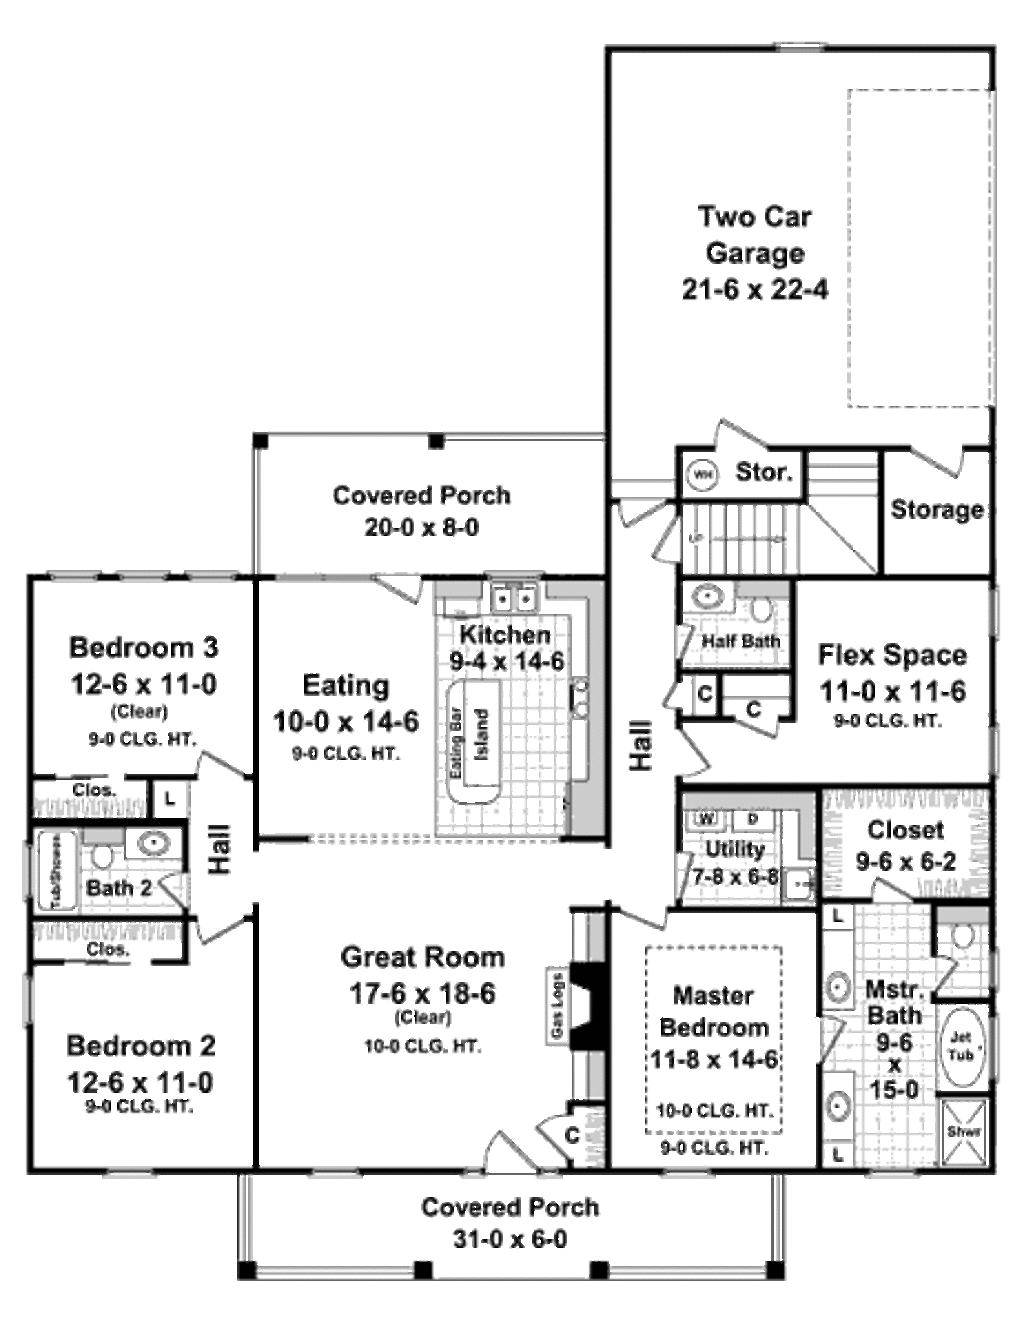 Two Car
Garage
21-6 x 22-4
WH
Stor.
Storage
Covered Porch
20-0 x 8-0
Bedroom 3
12-6 x 11-0
(Clear)
9-0 CLG. HT.
Eating
10-0 x 14-6
9-0 CLG. HT.
Kitchen
9-4 x 14-6
Eating Bar
Island
Hall
Half Bath
C
C
Flex Space
11-0 x 11-6
9-0 CLG. HT.
Clos.
L
Hall
Tub/Shower
Bath 2
Clos.
W
D
Utility
7-8 x 6-8
Closet
9-6 x 6-2
Great Room
17-6 x 18-6
(Clear)
10-0 CLG. HT.
Gas Logs
C
Bedroom 2
12-6 x 11-0
9-0 CLG. HT.
Master
Bedroom
11-8 x 14-6
10-0 CLG. HT.
9-0 CLG. HT.
L
Mstr.
Bath
9-6
x
15-0
Jet
Tub
Shwr
L
Covered Porch
31-0 x 6-0